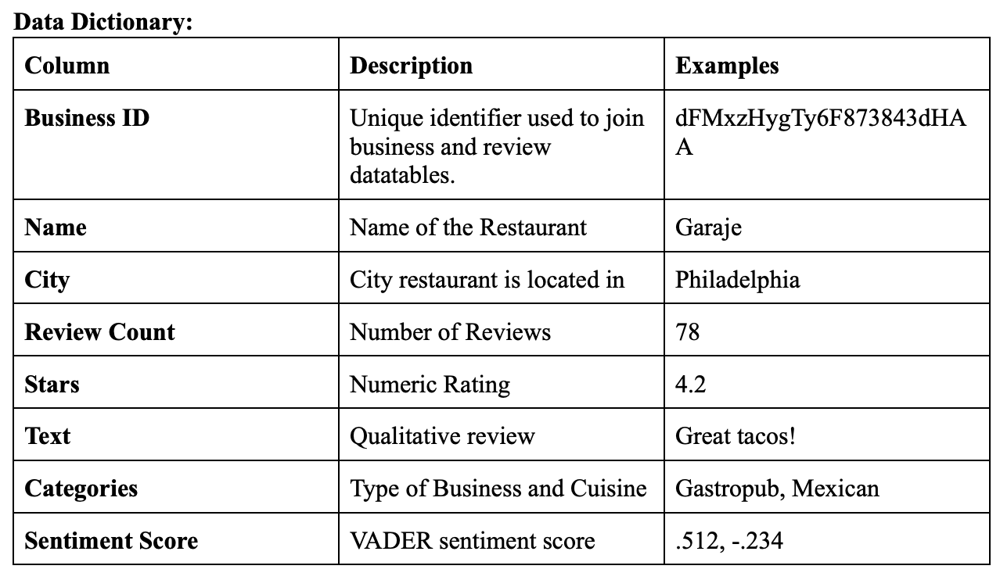 Data Dictionary:
Column Description Examples
Business ID Unique identifier used to join dFMxzHygTy6F873843dHA
business and review A
datatables.
Name Name of the Restaurant Garaje
City City restaurant is located in Philadelphia
Review Count Number of Reviews 78
Stars Numeric Rating 4.2
Text Qualitative review Great tacos!
Categories Type of Business and Cuisine Gastropub, Mexican
Sentiment Score VADER sentiment score .512, -.234